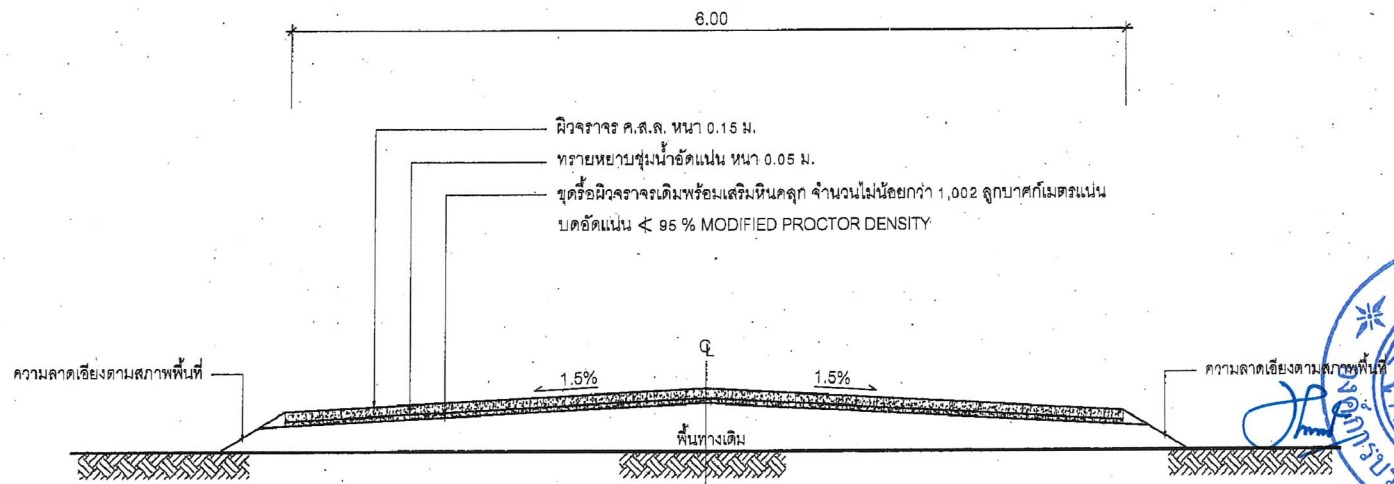 6.00
ผิวจราจร ค.ส.ล. หนา 0.15 ม.
ทรายหยาบชุ่มน้ำอัดแน่น หนา 0.05 ม.
ขุดรื้อผิวจราจรเดิมพร้อมเสริมหินคลุก จำนวนไม่น้อยกว่า 1,002 ลูกบาศก์เมตรแน่น
บดอัดแน่น ≮ 95 % MODIFIED PROCTOR DENSITY
ความลาดเอียงตามสภาพพื้นที่
1.5%
℄
1.5%
ความลาดเอียงตามสภาพพื้นที่
พื้นทางเดิม